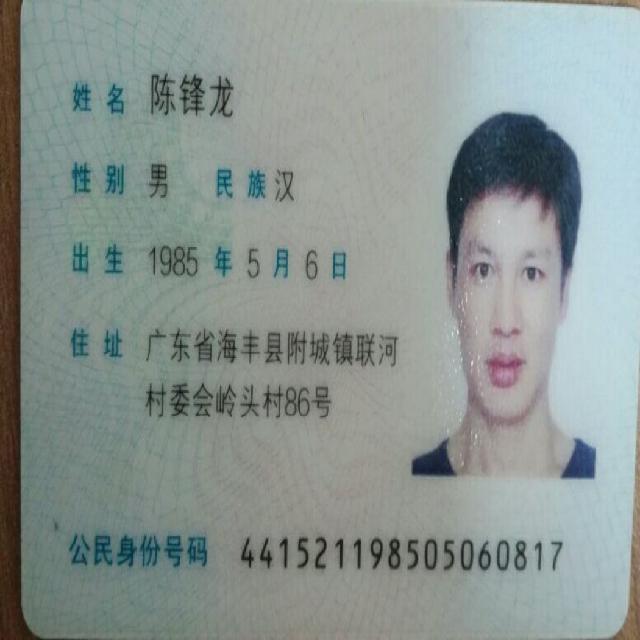 姓名 陈锋龙
性别 男 民族 汉
出生 1985 年 5 月 6 日
住址 广东省海丰县附城镇联河
村委会岭头村86号
公民身份号码 441521198505060817